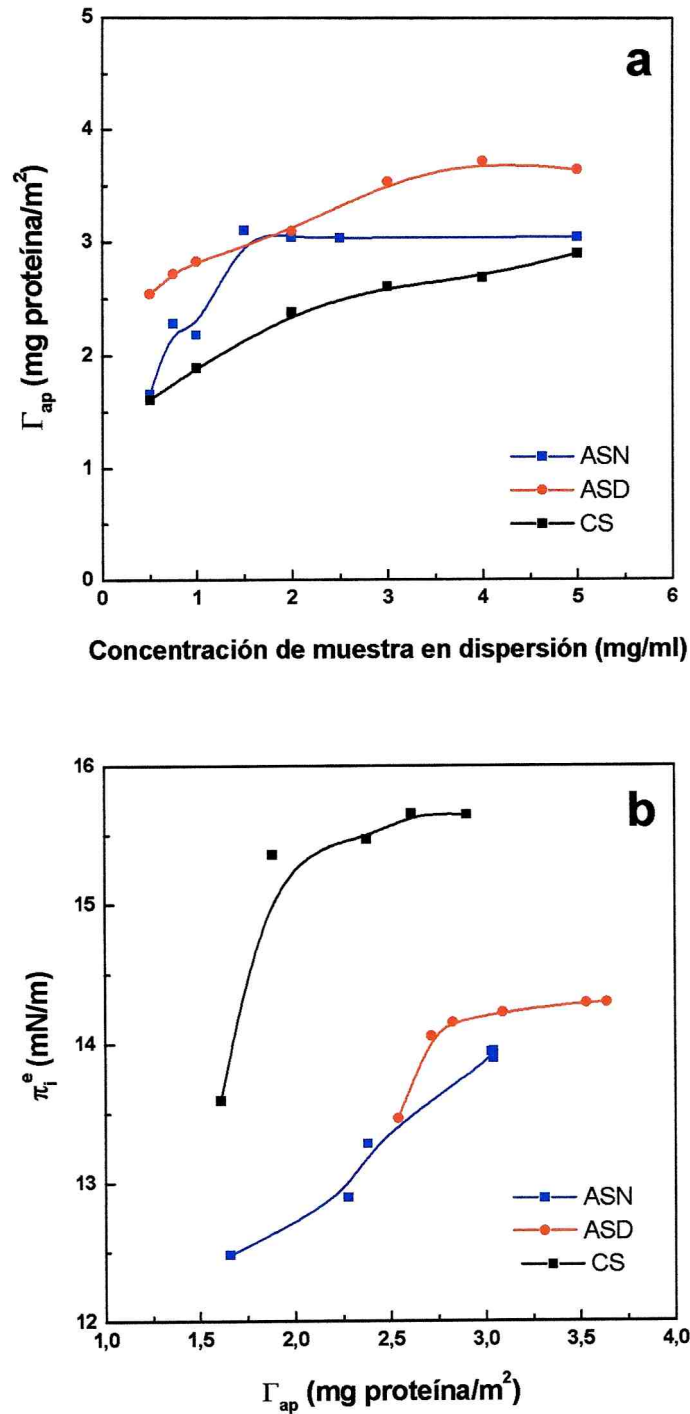 5
a
4
3
2
1
0
Γap (mg proteína/m²)
ASN
ASD
CS
0 1 2 3 4 5 6
Concentración de muestra en dispersión (mg/ml)
16
b
15
14
13
12
πie (mN/m)
ASN
ASD
CS
1,0 1,5 2,0 2,5 3,0 3,5 4,0
Γap (mg proteína/m²)